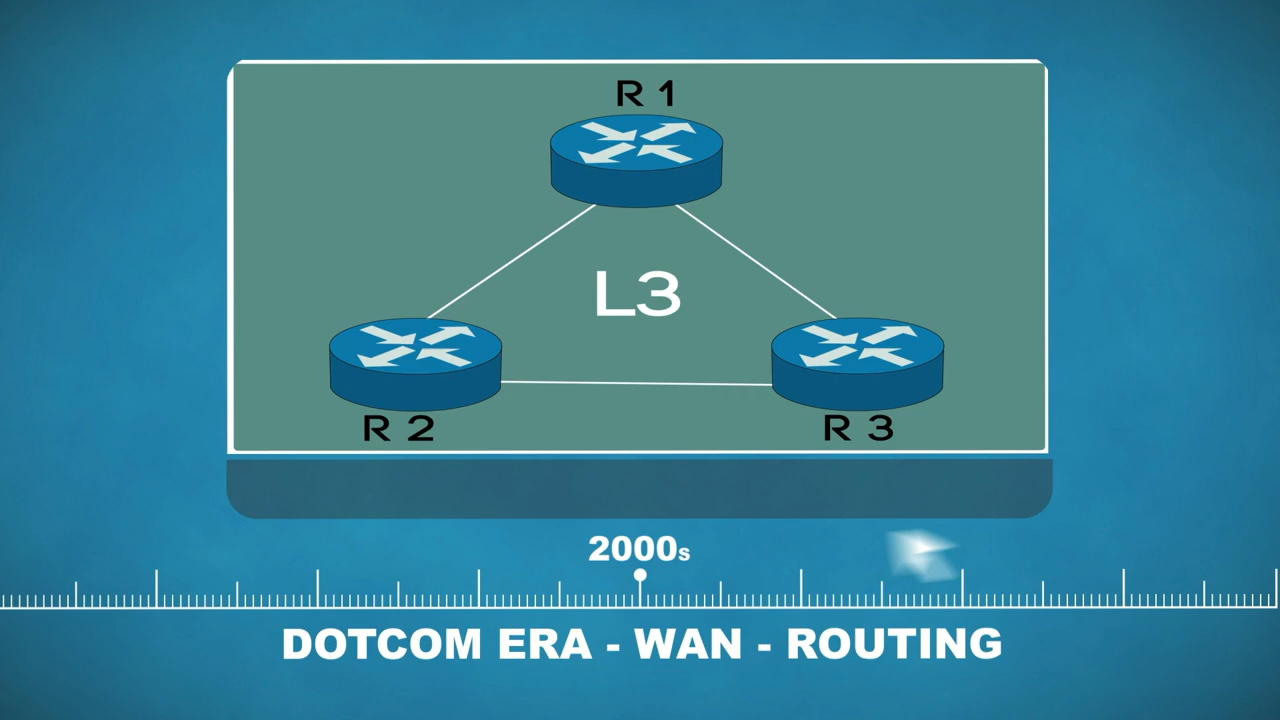 R 1
L3
R 2
R 3
2000s
DOTCOM ERA - WAN - ROUTING